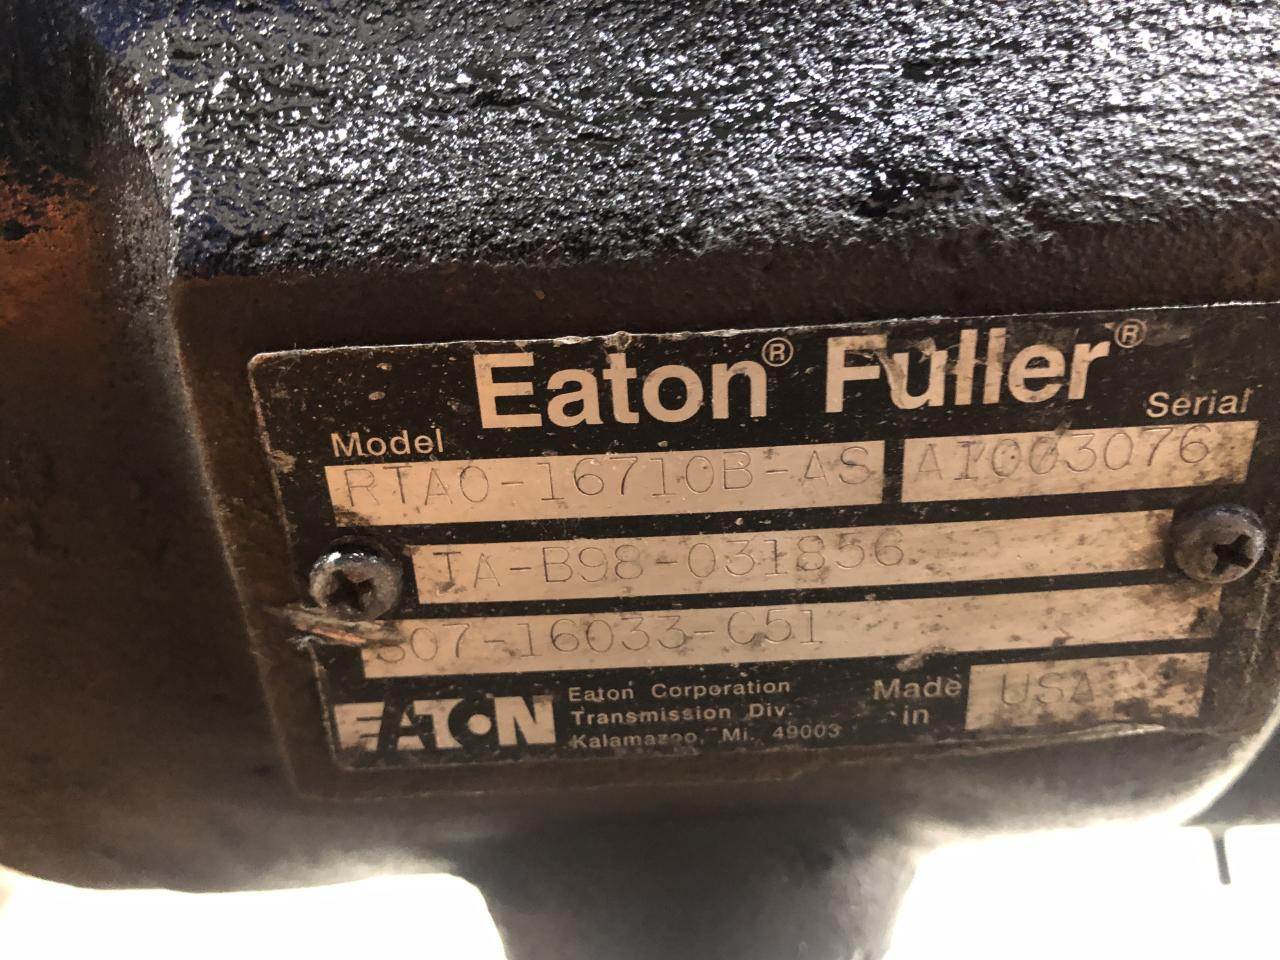 Eaton® Fuller®
Model Serial
RTAO-16710B-AS AI003076
TA-B98-031856
S07-16033-C51
EATON Eaton Corporation
Transmission Div.
Kalamazoo, Mi. 49003
Made in USA